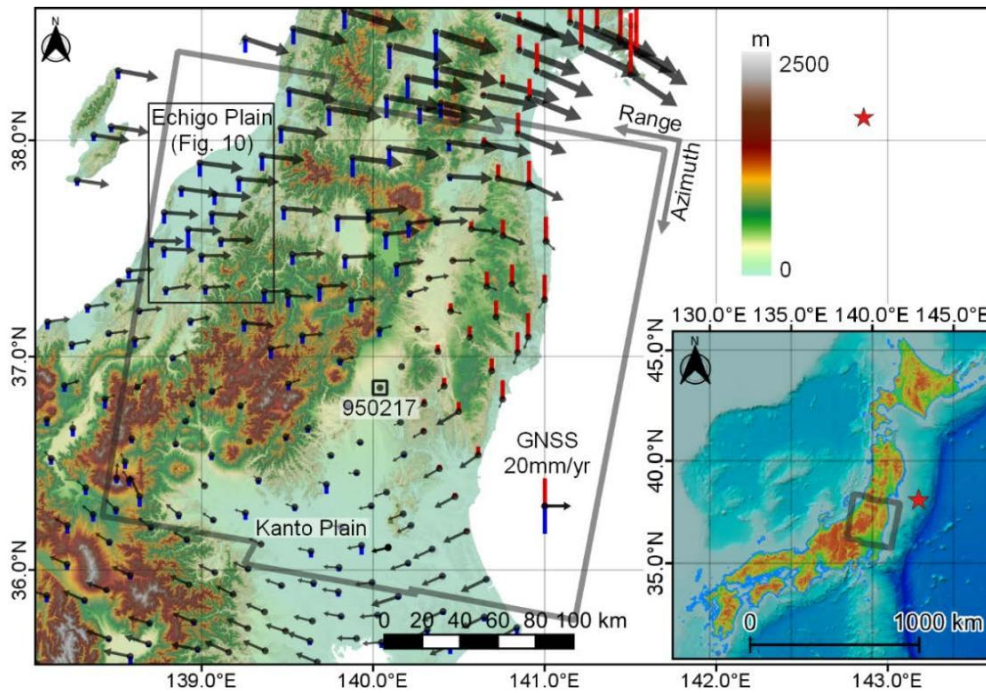 m
2500
0
Echigo Plain
(Fig. 10)
Range
Azimuth
38.0°N
37.0°N
36.0°N
950217
GNSS
20mm/yr
Kanto Plain
0 20 40 60 80 100 km
139.0°E 140.0°E 141.0°E 142.0°E 143.0°E
130.0°E 135.0°E 140.0°E 145.0°E
45.0°N
40.0°N
35.0°N
0 1000 km